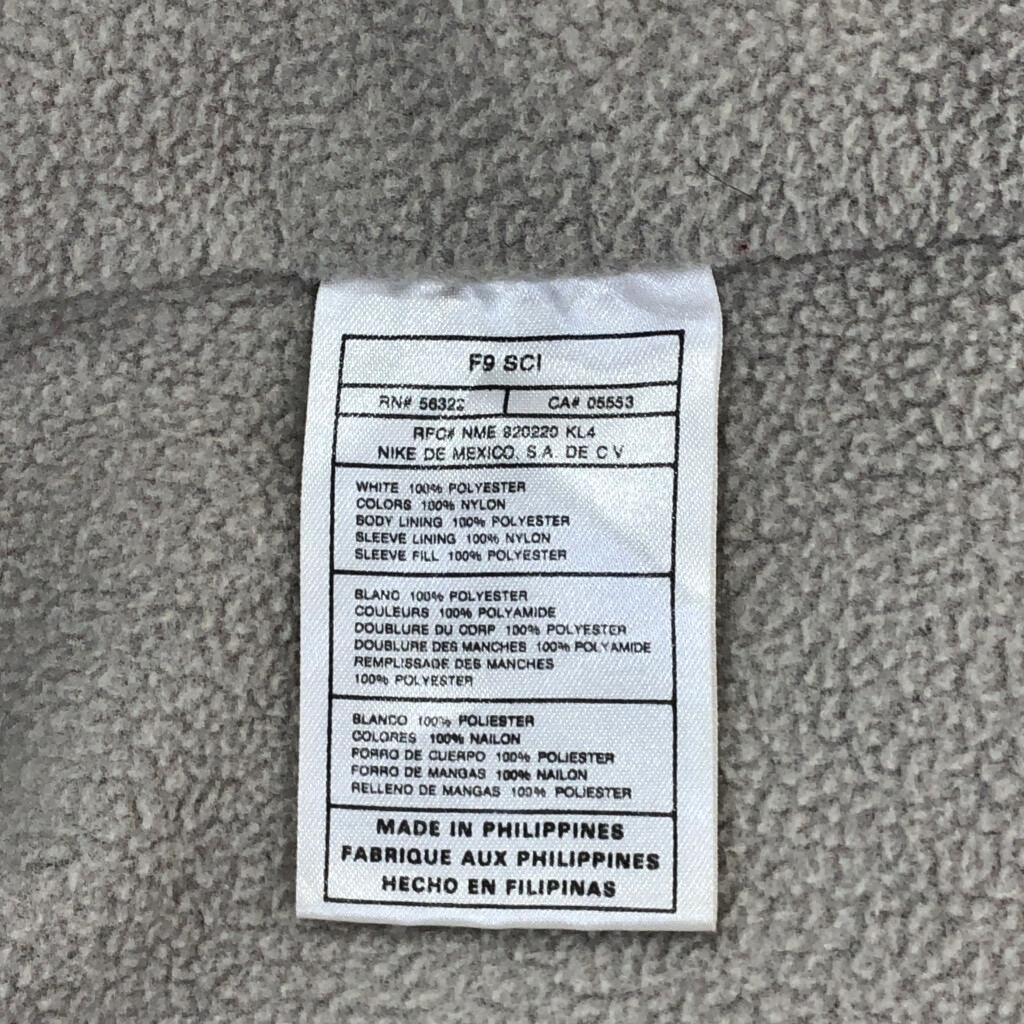 F9 SCI
RN# 56322 CA# 05553
RFC# NME 820220 KL4
NIKE DE MEXICO, S.A. DE C V
WHITE 100% POLYESTER
COLORS 100% NYLON
BODY LINING 100% POLYESTER
SLEEVE LINING 100% NYLON
SLEEVE FILL 100% POLYESTER
BLANC 100% POLYESTER
COULEURS 100% POLYAMIDE
DOUBLURE DU CORP 100% POLYESTER
DOUBLURE DES MANCHES 100% POLYAMIDE
REMPLISSAGE DES MANCHES
100% POLYESTER
BLANCO 100% POLIESTER
COLORES 100% NAILON
FORRO DE CUERPO 100% POLIESTER
FORRO DE MANGAS 100% NAILON
RELLENO DE MANGAS 100% POLIESTER
MADE IN PHILIPPINES
FABRIQUE AUX PHILIPPINES
HECHO EN FILIPINAS